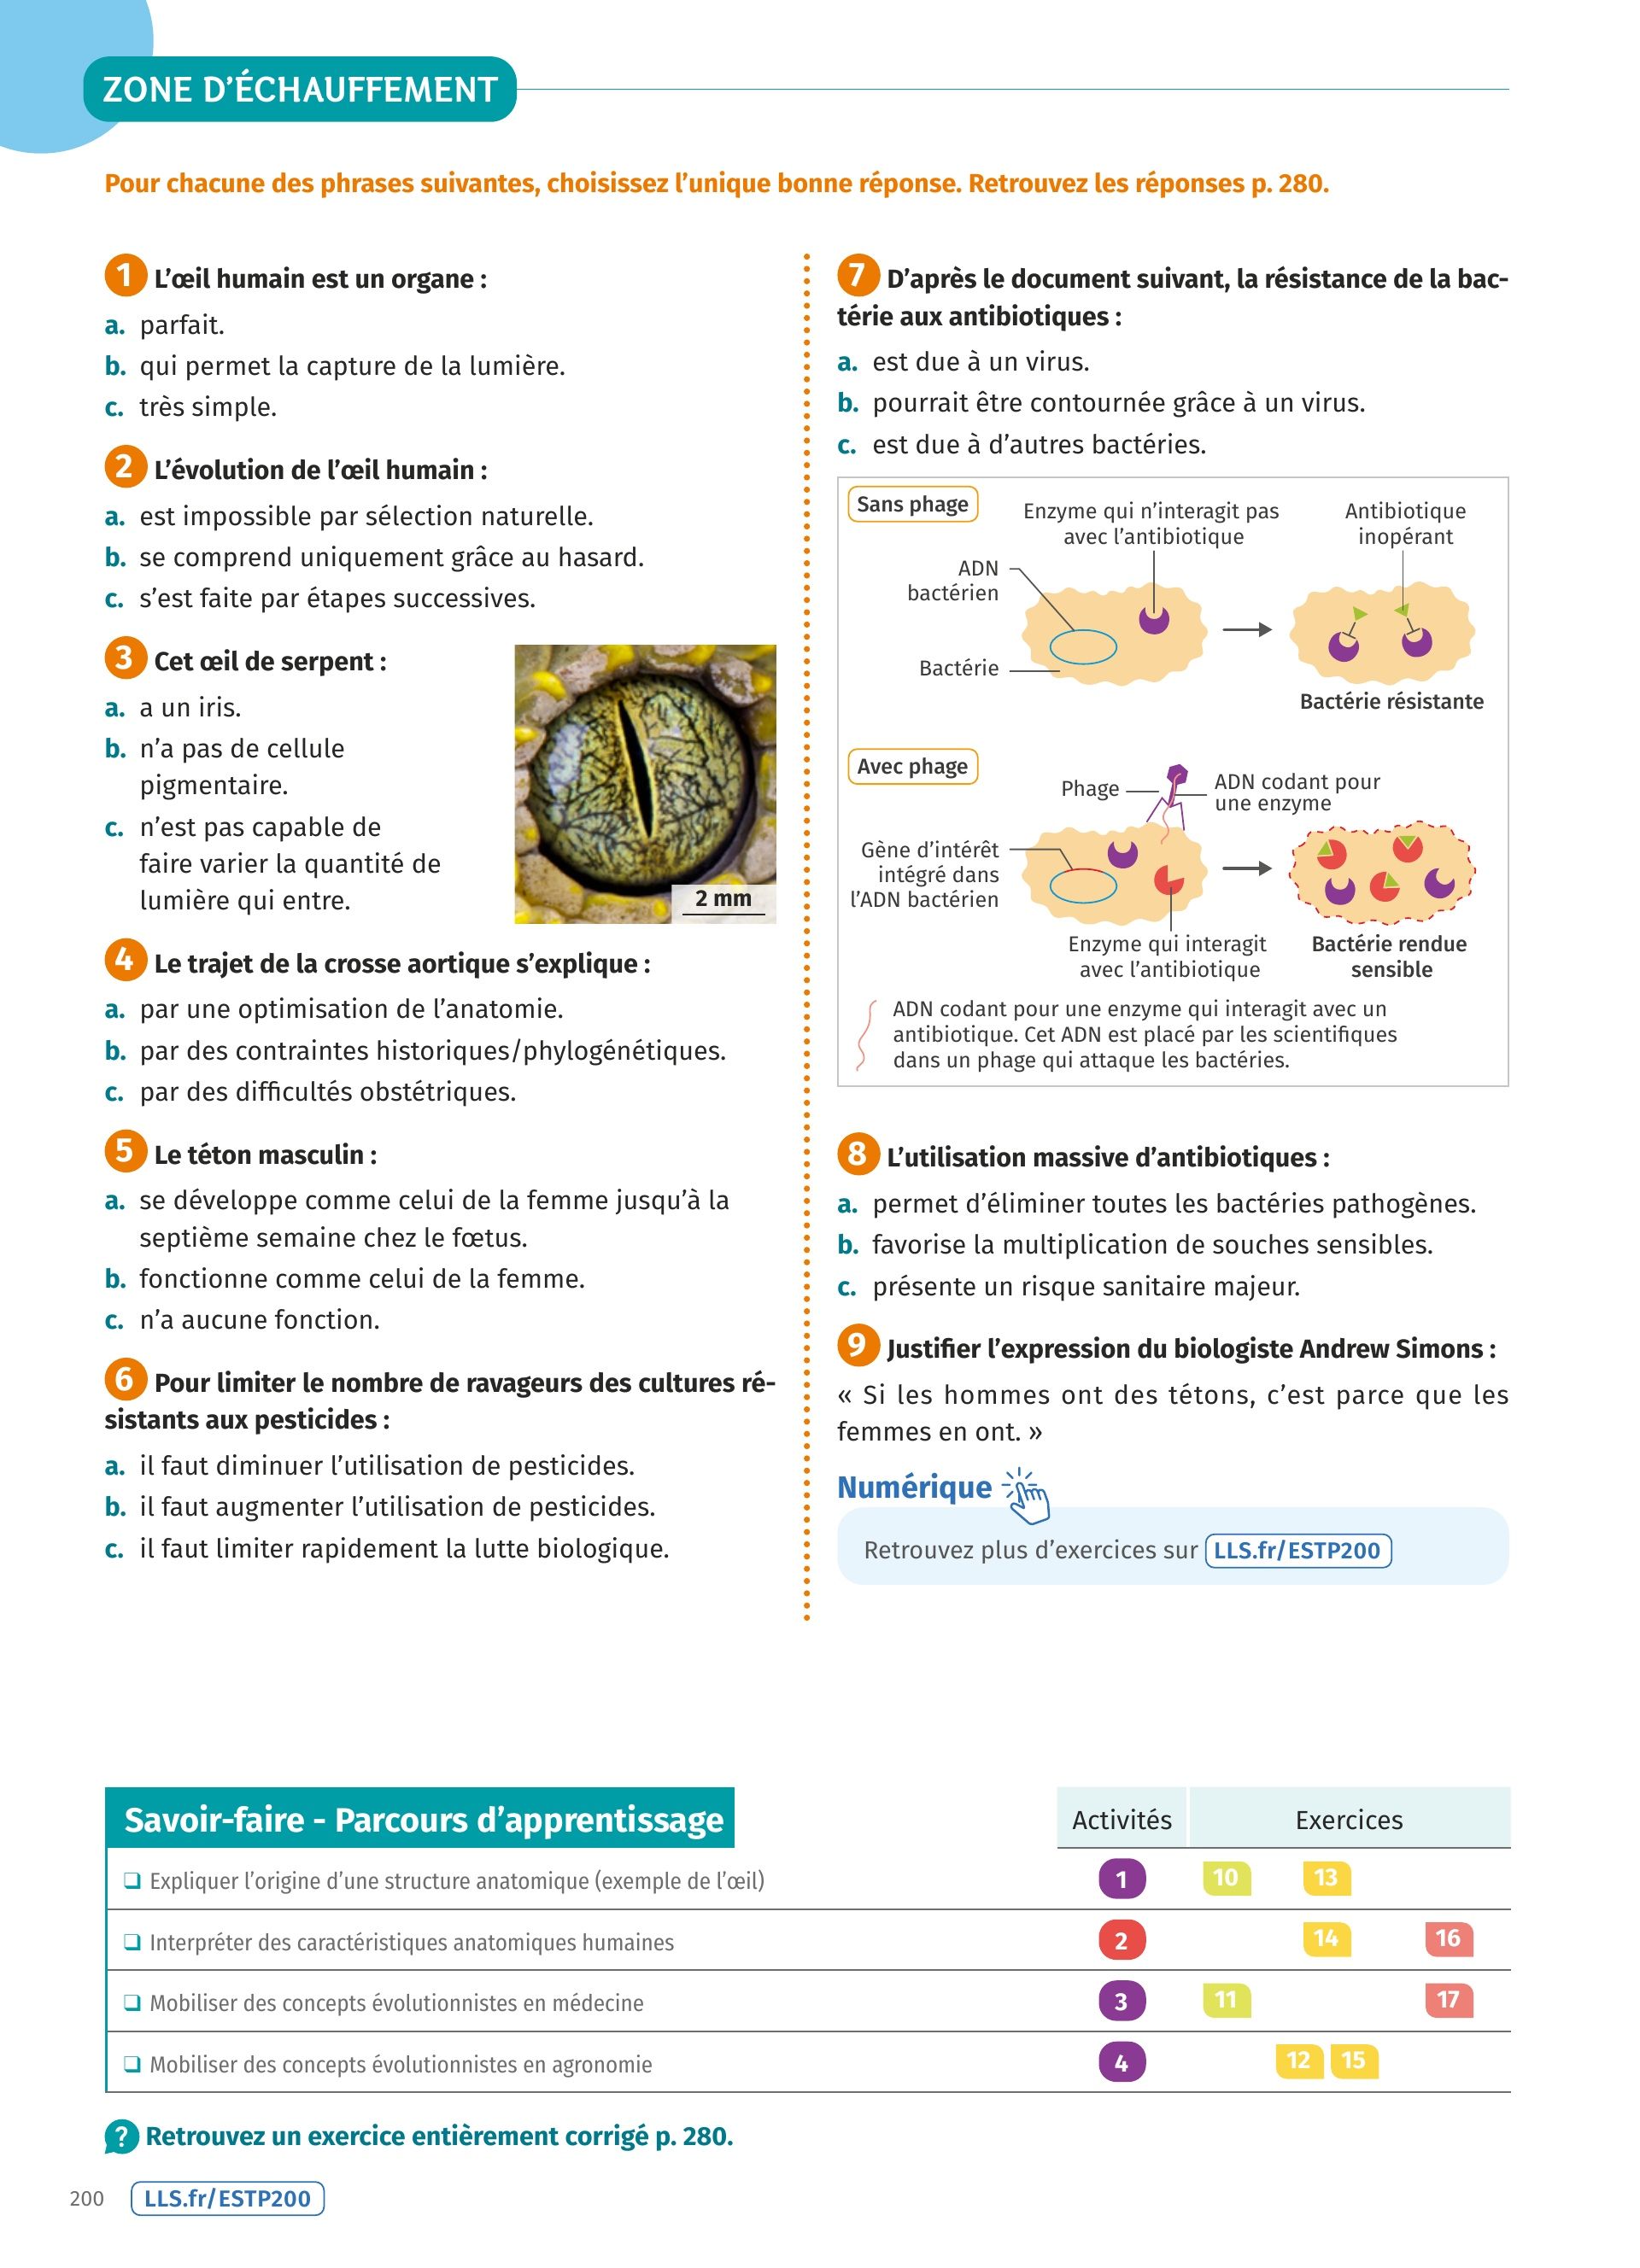 ZONE D’ÉCHAUFFEMENT
Pour chacune des phrases suivantes, choisissez l’unique bonne réponse. Retrouvez les réponses p. 280.
1 L’œil humain est un organe :
a. parfait.
b. qui permet la capture de la lumière.
c. très simple.
2 L’évolution de l’œil humain :
a. est impossible par sélection naturelle.
b. se comprend uniquement grâce au hasard.
c. s’est faite par étapes successives.
3 Cet œil de serpent :
a. a un iris.
b. n’a pas de cellule
pigmentaire.
c. n’est pas capable de
faire varier la quantité de
lumière qui entre.
2 mm
4 Le trajet de la crosse aortique s’explique :
a. par une optimisation de l’anatomie.
b. par des contraintes historiques/phylogénétiques.
c. par des difficultés obstétriques.
5 Le téton masculin :
a. se développe comme celui de la femme jusqu’à la
septième semaine chez le fœtus.
b. fonctionne comme celui de la femme.
c. n’a aucune fonction.
6 Pour limiter le nombre de ravageurs des cultures ré-
sistants aux pesticides :
a. il faut diminuer l’utilisation de pesticides.
b. il faut augmenter l’utilisation de pesticides.
c. il faut limiter rapidement la lutte biologique.
7 D’après le document suivant, la résistance de la bac-
térie aux antibiotiques :
a. est due à un virus.
b. pourrait être contournée grâce à un virus.
c. est due à d’autres bactéries.
Sans phage
Enzyme qui n’interagit pas
avec l’antibiotique
Antibiotique
inopérant
ADN
bactérien
Bactérie
Bactérie résistante
Avec phage
Phage
ADN codant pour
une enzyme
Gène d’intérêt
intégré dans
l’ADN bactérien
Enzyme qui interagit
avec l’antibiotique
Bactérie rendue
sensible
ADN codant pour une enzyme qui interagit avec un
antibiotique. Cet ADN est placé par les scientifiques
dans un phage qui attaque les bactéries.
8 L’utilisation massive d’antibiotiques :
a. permet d’éliminer toutes les bactéries pathogènes.
b. favorise la multiplication de souches sensibles.
c. présente un risque sanitaire majeur.
9 Justifier l’expression du biologiste Andrew Simons :
« Si les hommes ont des tétons, c’est parce que les
femmes en ont. »
Numérique
Retrouvez plus d’exercices sur LLS.fr/ESTP200
Savoir-faire - Parcours d’apprentissage Activités Exercices
❑ Expliquer l’origine d’une structure anatomique (exemple de l’œil) 1 10 13
❑ Interpréter des caractéristiques anatomiques humaines 2 14 16
❑ Mobiliser des concepts évolutionnistes en médecine 3 11 17
❑ Mobiliser des concepts évolutionnistes en agronomie 4 12 15
? Retrouvez un exercice entièrement corrigé p. 280.
200 LLS.fr/ESTP200